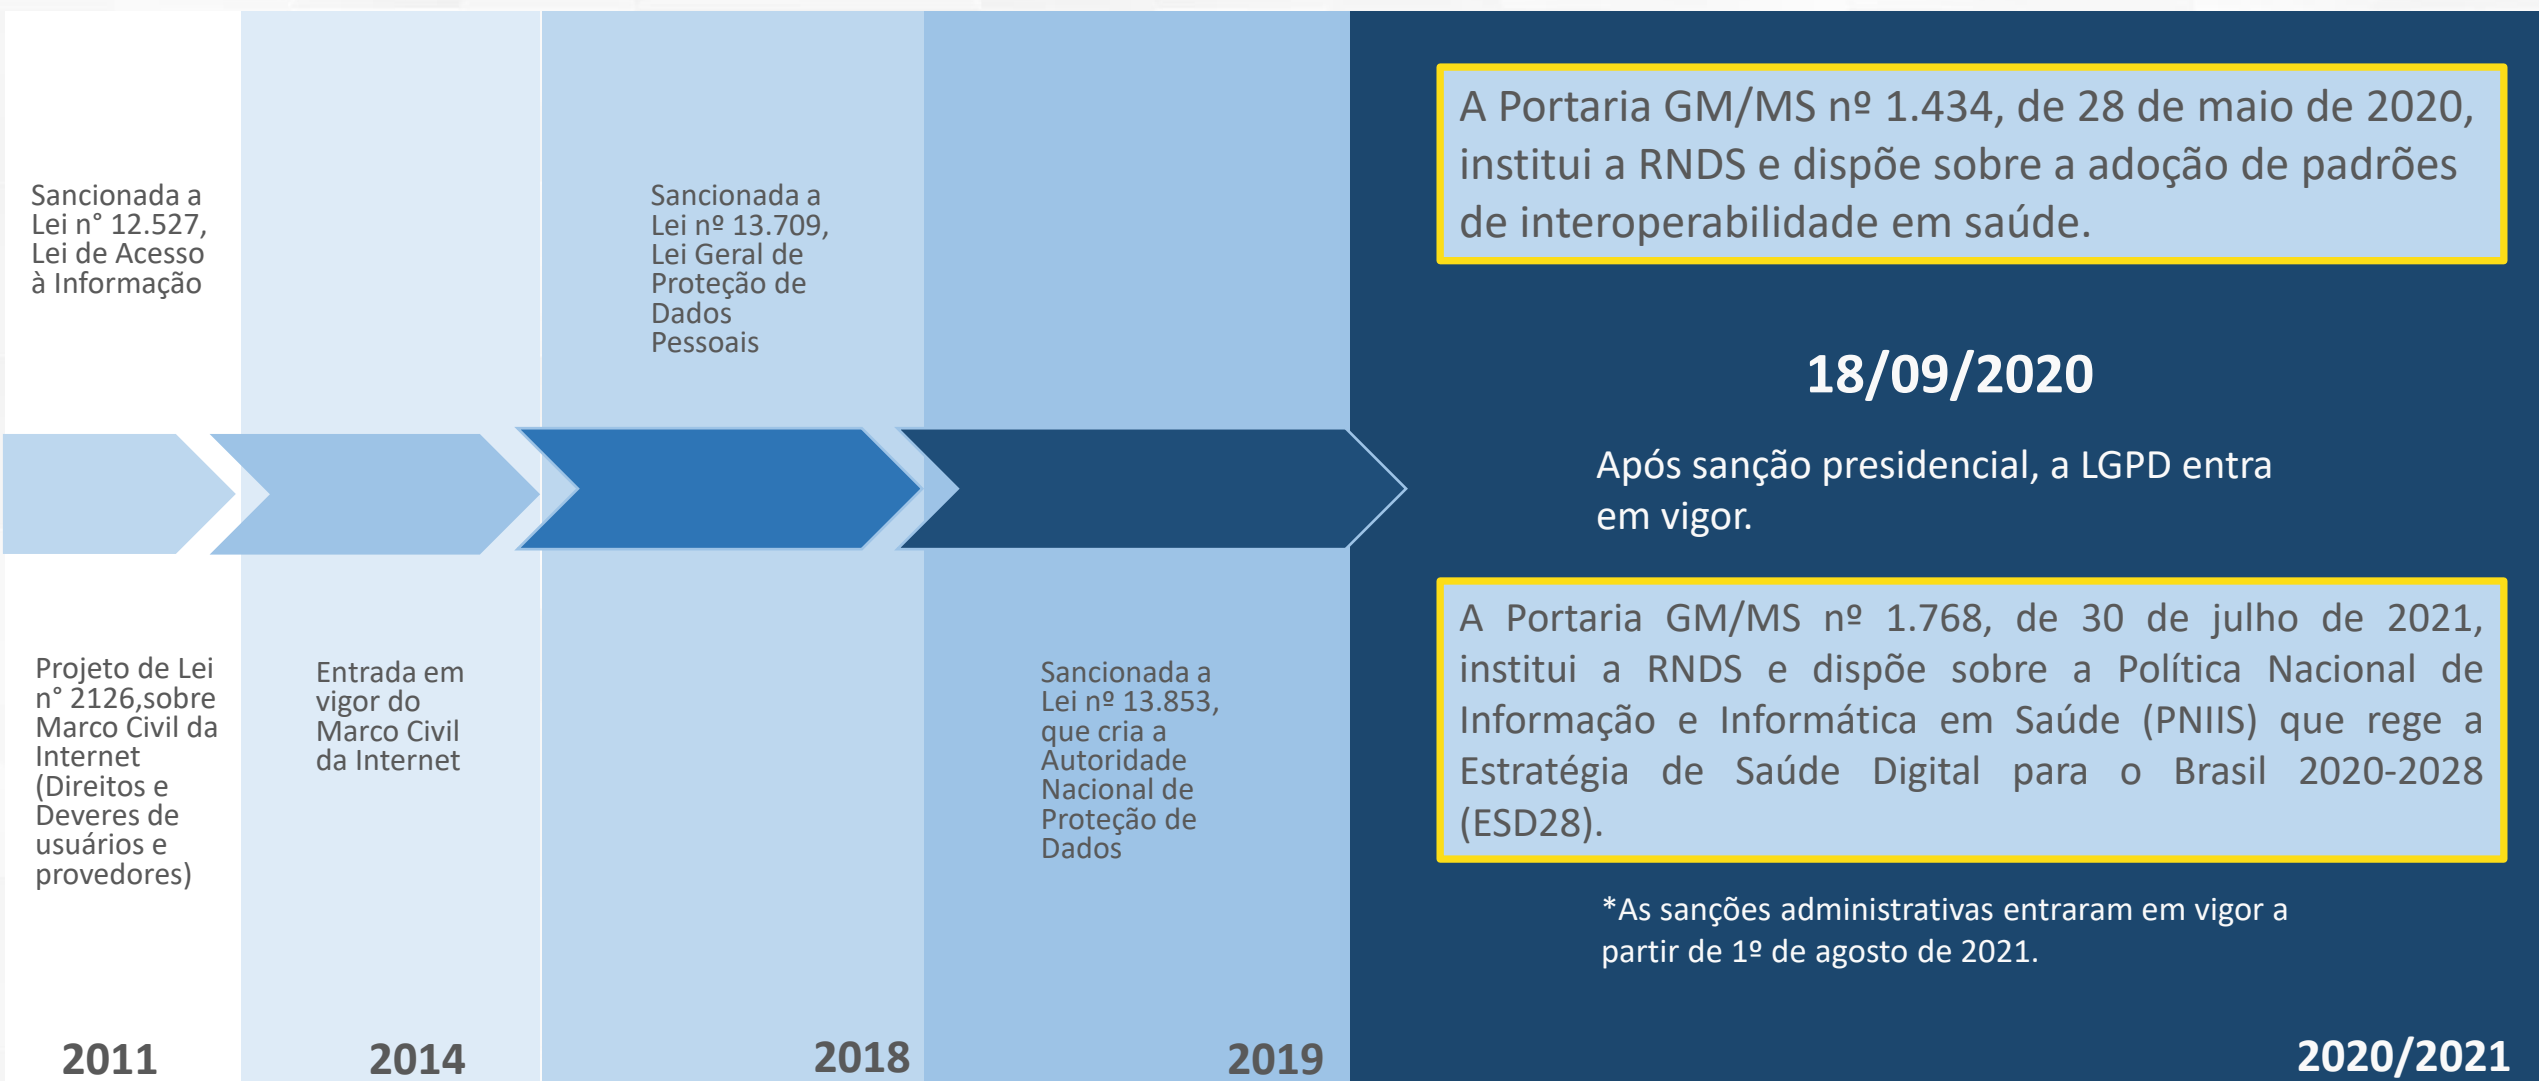 Sancionada a
Lei n° 12.527,
Lei de Acesso
à Informação
Projeto de Lei
n° 2126,sobre
Marco Civil da
Internet
(Direitos e
Deveres de
usuários e
provedores)
2011
Entrada em
vigor do
Marco Civil
da Internet
2014
Sancionada a
Lei nº 13.709,
Lei Geral de
Proteção de
Dados
Pessoais
2018
Sancionada a
Lei nº 13.853,
que cria a
Autoridade
Nacional de
Proteção de
Dados
2019
A Portaria GM/MS nº 1.434, de 28 de maio de 2020,
institui a RNDS e dispõe sobre a adoção de padrões
de interoperabilidade em saúde.
18/09/2020
Após sanção presidencial, a LGPD entra
em vigor.
A Portaria GM/MS nº 1.768, de 30 de julho de 2021,
institui a RNDS e dispõe sobre a Política Nacional de
Informação e Informática em Saúde (PNIIS) que rege a
Estratégia de Saúde Digital para o Brasil 2020-2028
(ESD28).
*As sanções administrativas entraram em vigor a
partir de 1º de agosto de 2021.
2020/2021